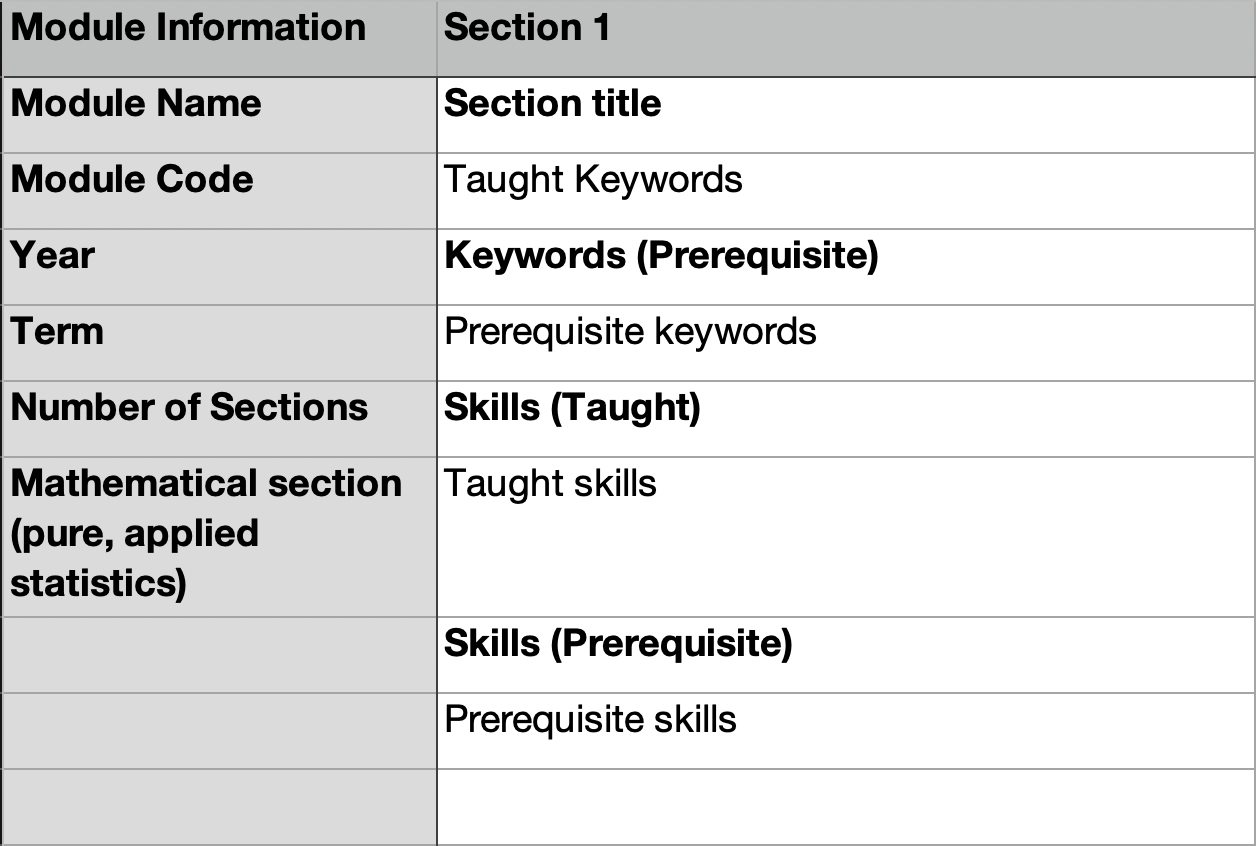 Module Information
Section 1
Module Name
Section title
Module Code
Taught Keywords
Year
Keywords (Prerequisite)
Term
Prerequisite keywords
Number of Sections
Skills (Taught)
Mathematical section
(pure, applied
statistics)
Taught skills
Skills (Prerequisite)
Prerequisite skills